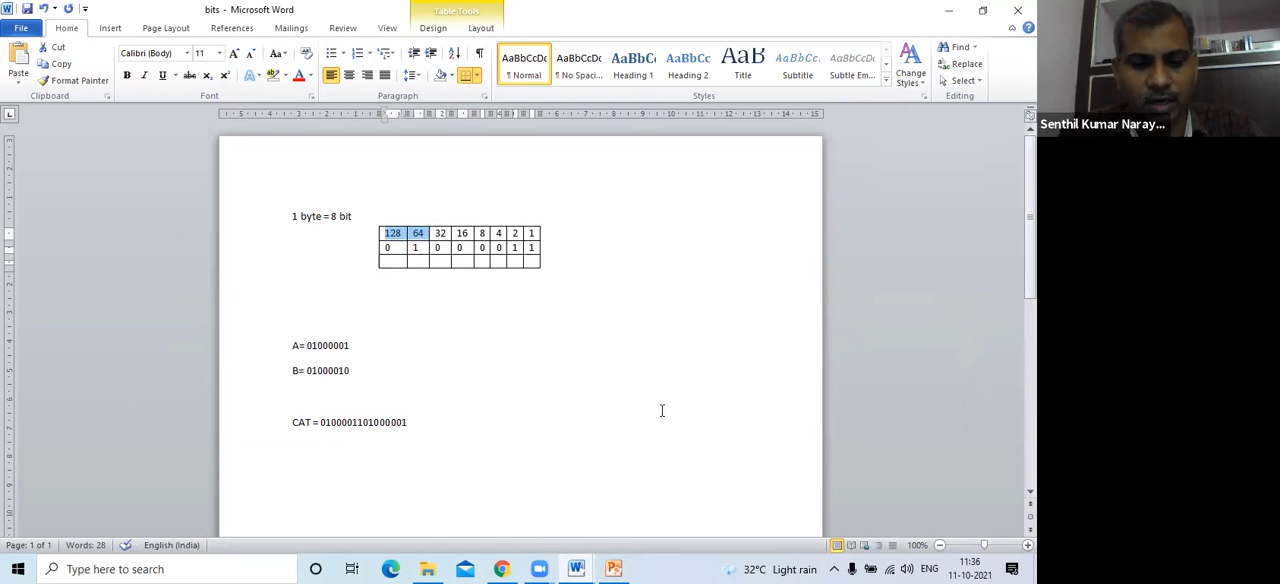 bits - Microsoft Word
Table Tools
File Home Insert Page Layout References Mailings Review View Design Layout
Paste
Cut
Copy
Format Painter
Clipboard
Calibri (Body) 11
Font
Paragraph
AaBbCcDc AaBbCcDc AaBbC( AaBbCc AaB AaBbCc. AaBbCcDc
¶ Normal ¶ No Spaci... Heading 1 Heading 2 Title Subtitle Subtle Em...
Change Styles
Styles
Find
Replace
Select
Editing
Senthil Kumar Naray...
1 byte = 8 bit
128 64 32 16 8 4 2 1
0 1 0 0 0 0 1 1
A= 01000001
B= 01000010
CAT = 0100001101000001
Page: 1 of 1 Words: 28 English (India) 100%
Type here to search
32°C Light rain
ENG
11:36
11-10-2021